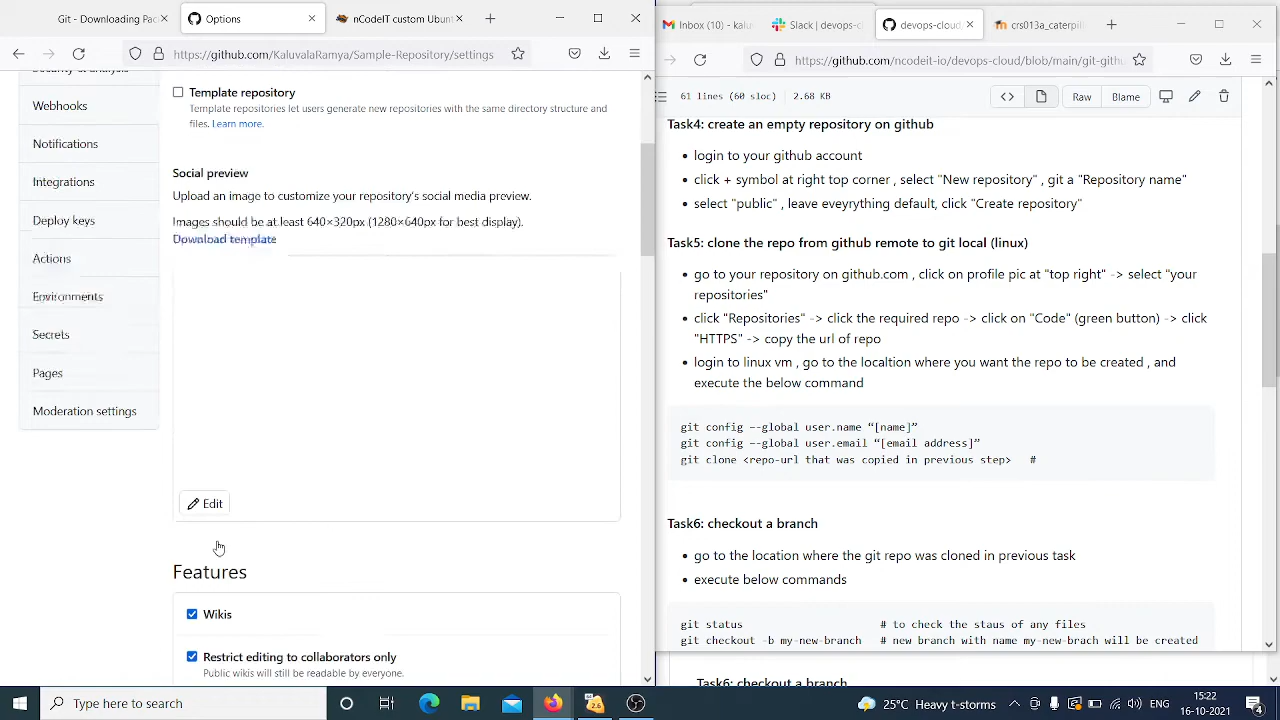 Git - Downloading Pac
Options
nCodeIT custom Ubunt
https://github.com/KaluvalaRamya/Sample-Repository/settings
Webhooks
Notifications
Integrations
Deploy keys
Actions
Environments
Secrets
Pages
Moderation settings
Template repository
Template repositories let users generate new repositories with the same directory structure and
files. Learn more.
Social preview
Upload an image to customize your repository's social media preview.
Images should be at least 640×320px (1280×640px for best display).
Download template
Edit
Features
Wikis
Restrict editing to collaborators only
Public wikis will still be readable by everyone.
Inbox (10) - kaluv
Slack | devops-c
devops-cloud
crs013a_caterpil
https://github.com/ncodeit-io/devops-cloud/blob/main/git-githu
61 lines (60 sloc)
2.68 KB
Raw
Blame
Task4: create an empty repository on github
login to your github account
click + symbol at right top corner , select "New repository" , git a "Repository name"
select "public" , leave eveyrything default, click "Create repository"
Task5: clone the repo from github remote to git local (linux)
go to your repository on github.com , click on profile pic at "top right" -> select "your
repositories"
click "Repositories" -> click the required repo -> click on "Code" (green button) -> click
"HTTPS" -> copy the url of repo
login to linux vm , go to the localtion where you want the repo to be created , and
execute the below command
git config --global user.name “[name]”
git config --global user.email “[email address]”
git clone <repo-url that was copied in previous step> #
Task6: checkout a branch
go to the location where the git repo was cloned in previous task
execute below commands
git status # to check the staus of any files
git checkout -b my-new-branch # new branch with name my-new-brach will be created
Task6: checkout a branch
Type here to search
25°C Heavy t-storms
ENG
15:22
16-10-2021